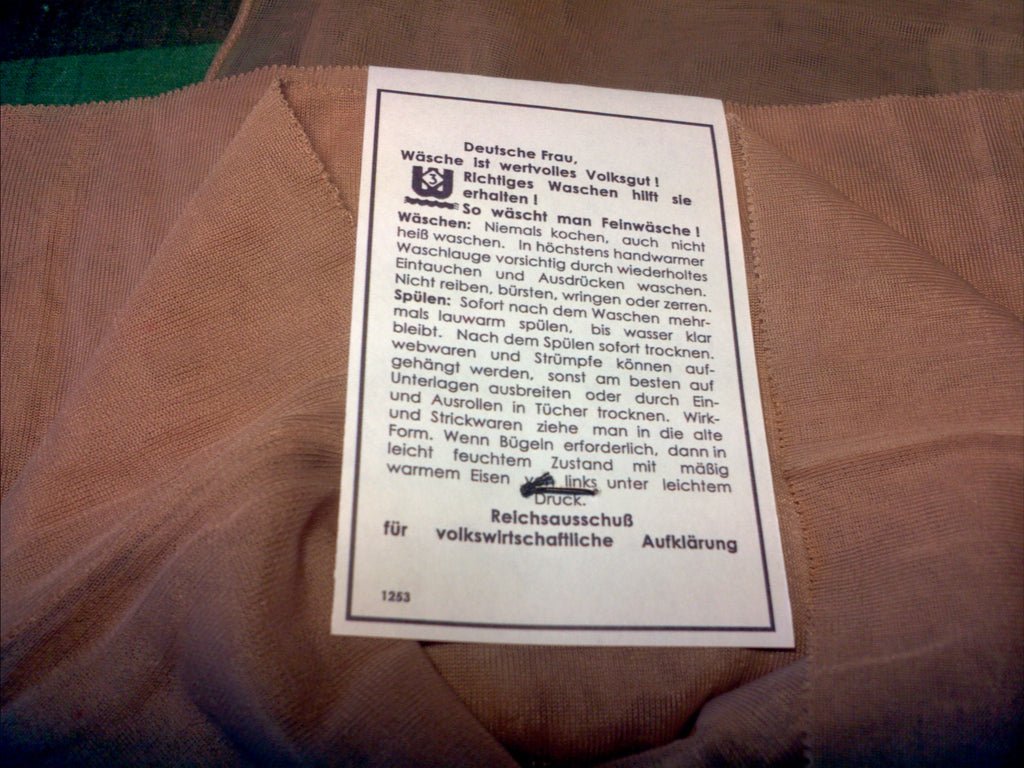 Deutsche Frau,
Wäsche ist wertvolles Volksgut!
3
Richtiges Waschen hilft sie
erhalten!
So wäscht man Feinwäsche!
Wäschen: Niemals kochen, auch nicht
heiß waschen. In höchstens handwarmer
Waschlauge vorsichtig durch wiederholtes
Eintauchen und Ausdrücken waschen.
Nicht reiben, bürsten, wringen oder zerren.
Spülen: Sofort nach dem Waschen mehr-
mals lauwarm spülen, bis wasser klar
bleibt. Nach dem Spülen sofort trocknen.
webwaren und Strümpfe können auf-
gehängt werden, sonst am besten auf
Unterlagen ausbreiten oder durch Ein-
und Ausrollen in Tücher trocknen. Wirk-
und Strickwaren ziehe man in die alte
Form. Wenn Bügeln erforderlich, dann in
leicht feuchtem Zustand mit mäßig
warmem Eisen links unter leichtem
Druck.
Reichsausschuß
für volkswirtschaftliche Aufklärung
1253